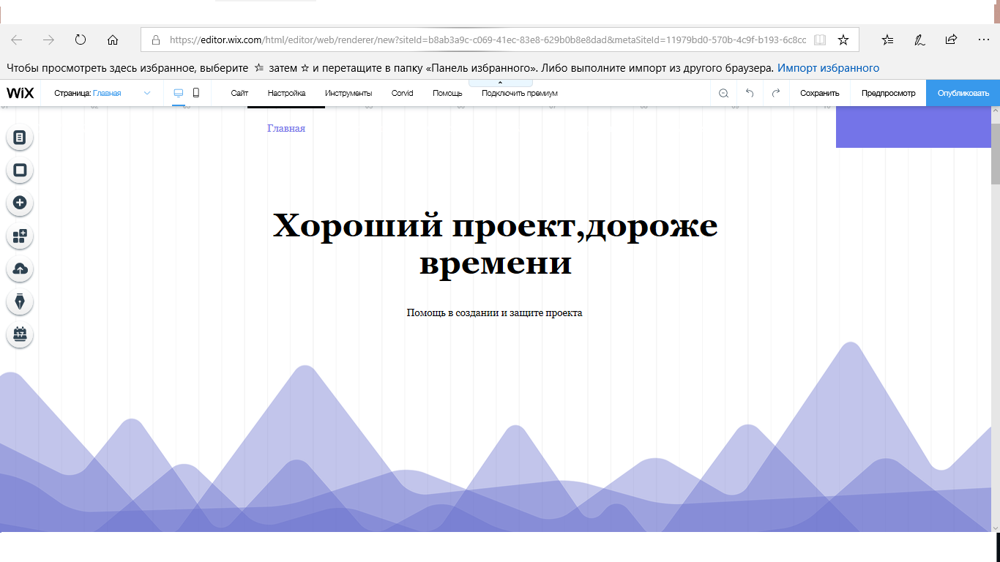 https://editor.wix.com/html/editor/web/renderer/new?siteId=b8ab3a9c-c069-41ec-83e8-629b0b8e8dad&metaSiteId=11979bd0-570b-4c9f-b193-6c8cc
Чтобы просмотреть здесь избранное, выберите затем и перетащите в папку «Панель избранного». Либо выполните импорт из другого браузера. Импорт избранного
WiX Страница: Главная Сайт Настройка Инструменты Corvid Помощь Подключить премиум Сохранить Предпросмотр Опубликовать
Главная
Хороший проект,дороже
времени
Помощь в создании и защите проекта
17